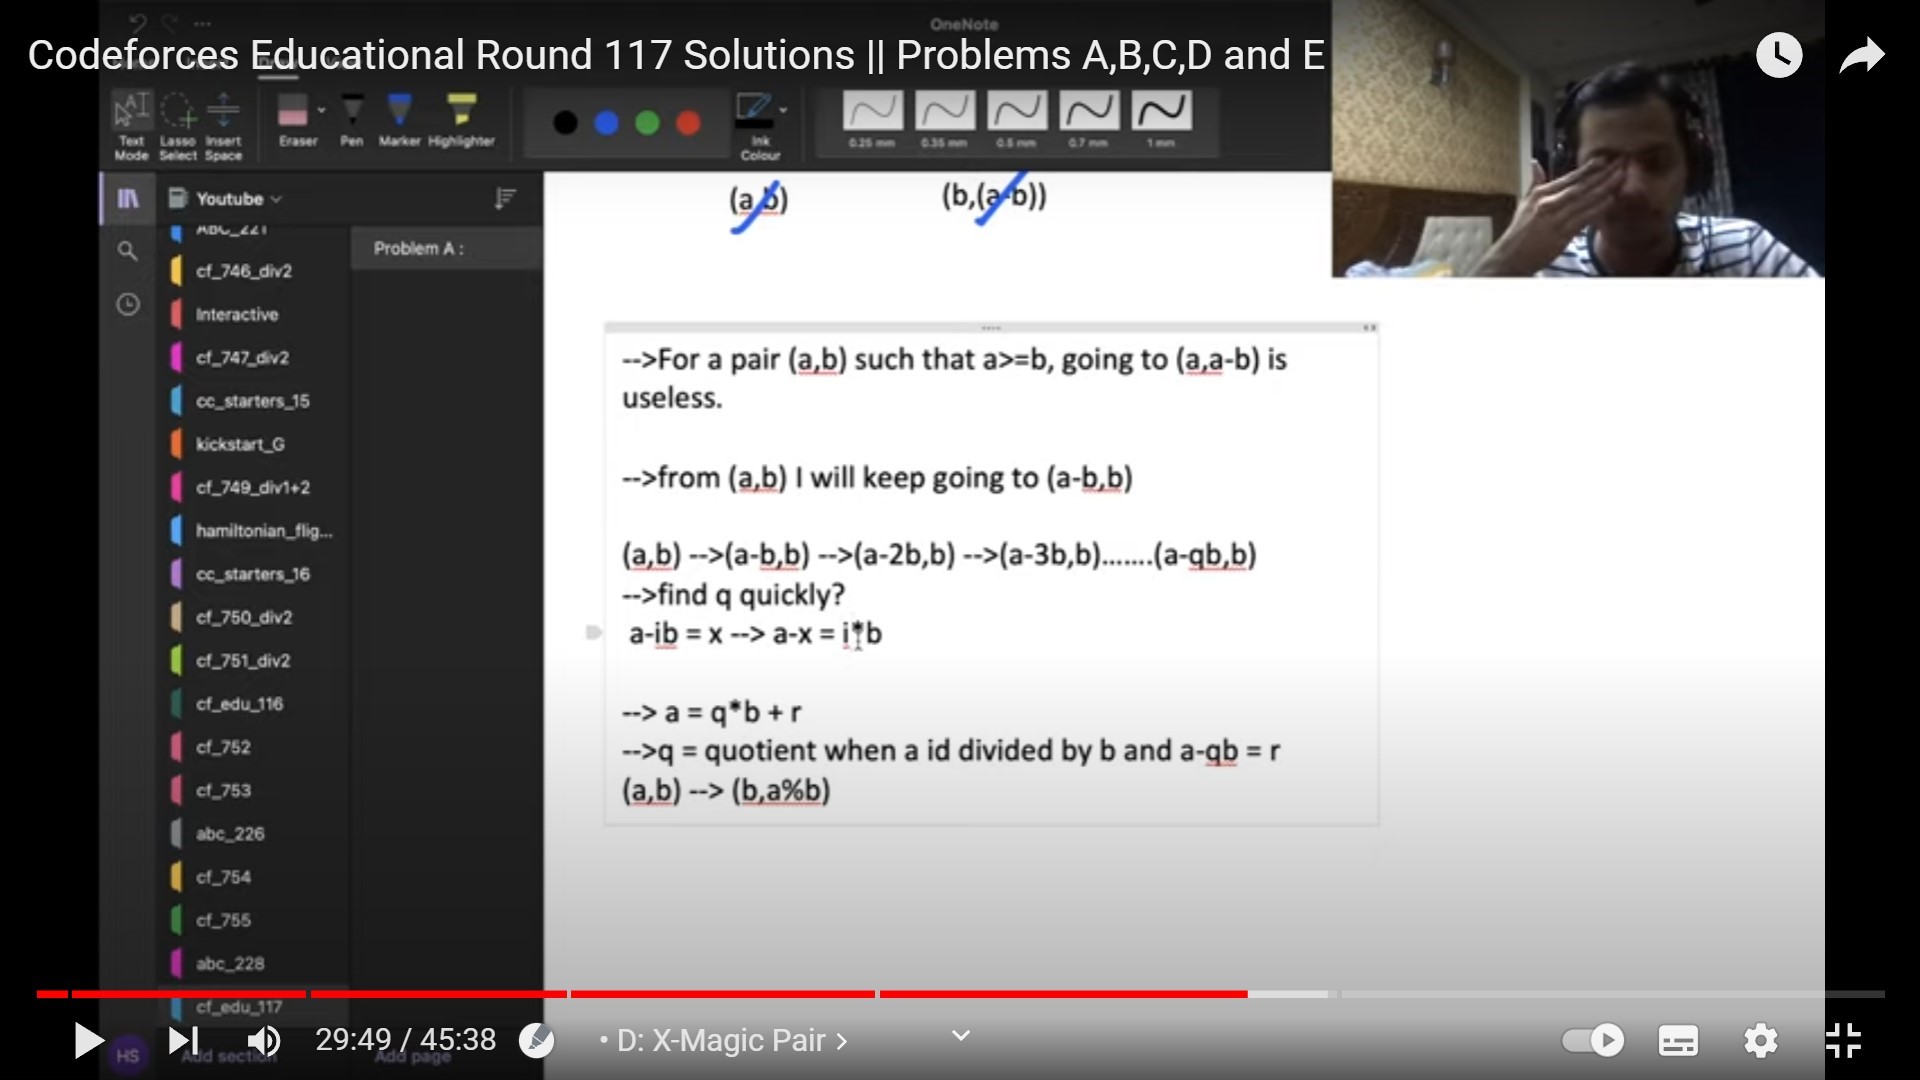 OneNote
Codeforces Educational Round 117 Solutions || Problems A,B,C,D and E
Text Mode
Lasso Select
Insert Space
Eraser
Pen
Marker
Highlighter
Ink Colour
0.25 mm
0.35 mm
0.5 mm
0.7 mm
1 mm
Youtube
ABC_221
cf_746_div2
Interactive
cf_747_div2
cc_starters_15
kickstart_G
cf_749_div1+2
hamiltonian_flig...
cc_starters_16
cf_750_div2
cf_751_div2
cf_edu_116
cf_752
cf_753
abc_226
cf_754
cf_755
abc_228
cf_edu_117
Add section
Problem A :
Add page
(a,b)
(b,(a-b))
-->For a pair (a,b) such that a>=b, going to (a,a-b) is
useless.
-->from (a,b) I will keep going to (a-b,b)
(a,b) -->(a-b,b) -->(a-2b,b) -->(a-3b,b).......(a-qb,b)
-->find q quickly?
a-ib = x --> a-x = i*b
--> a = q*b + r
-->q = quotient when a id divided by b and a-qb = r
(a,b) --> (b,a%b)
HS
29:49 / 45:38
• D: X-Magic Pair >